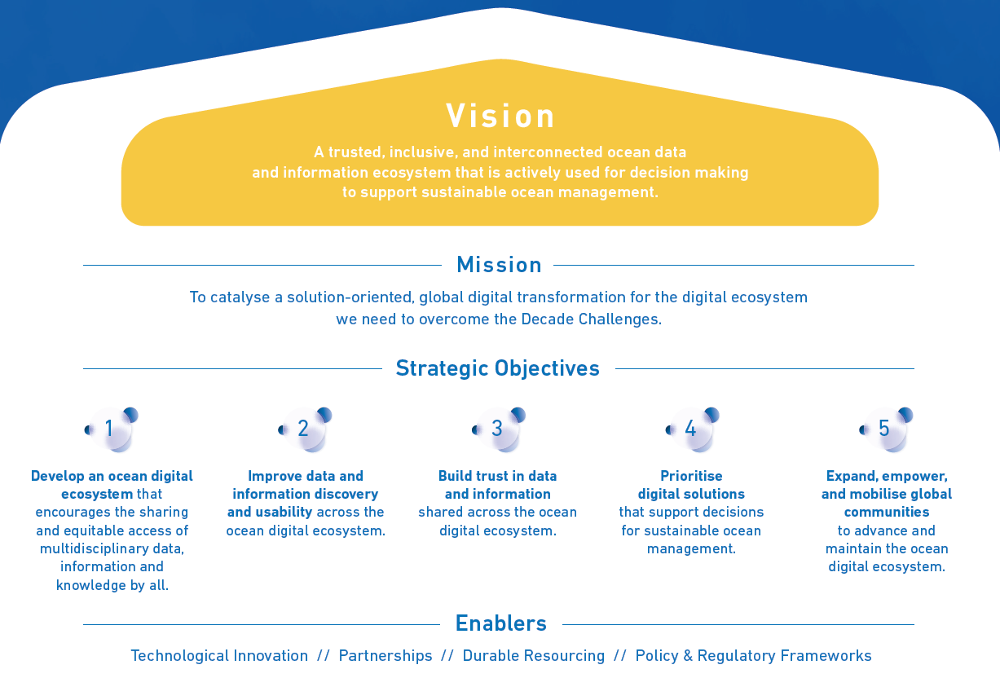 Vision
A trusted, inclusive, and interconnected ocean data
and information ecosystem that is actively used for decision making
to support sustainable ocean management.
Mission
To catalyse a solution-oriented, global digital transformation for the digital ecosystem
we need to overcome the Decade Challenges.
Strategic Objectives
1
Develop an ocean digital
ecosystem that
encourages the sharing
and equitable access of
multidisciplinary data,
information and
knowledge by all.
2
Improve data and
information discovery
and usability across the
ocean digital ecosystem.
3
Build trust in data
and information
shared across the ocean
digital ecosystem.
4
Prioritise
digital solutions
that support decisions
for sustainable ocean
management.
5
Expand, empower,
and mobilise global
communities
to advance and
maintain the ocean
digital ecosystem.
Enablers
Technological Innovation // Partnerships // Durable Resourcing // Policy & Regulatory Frameworks